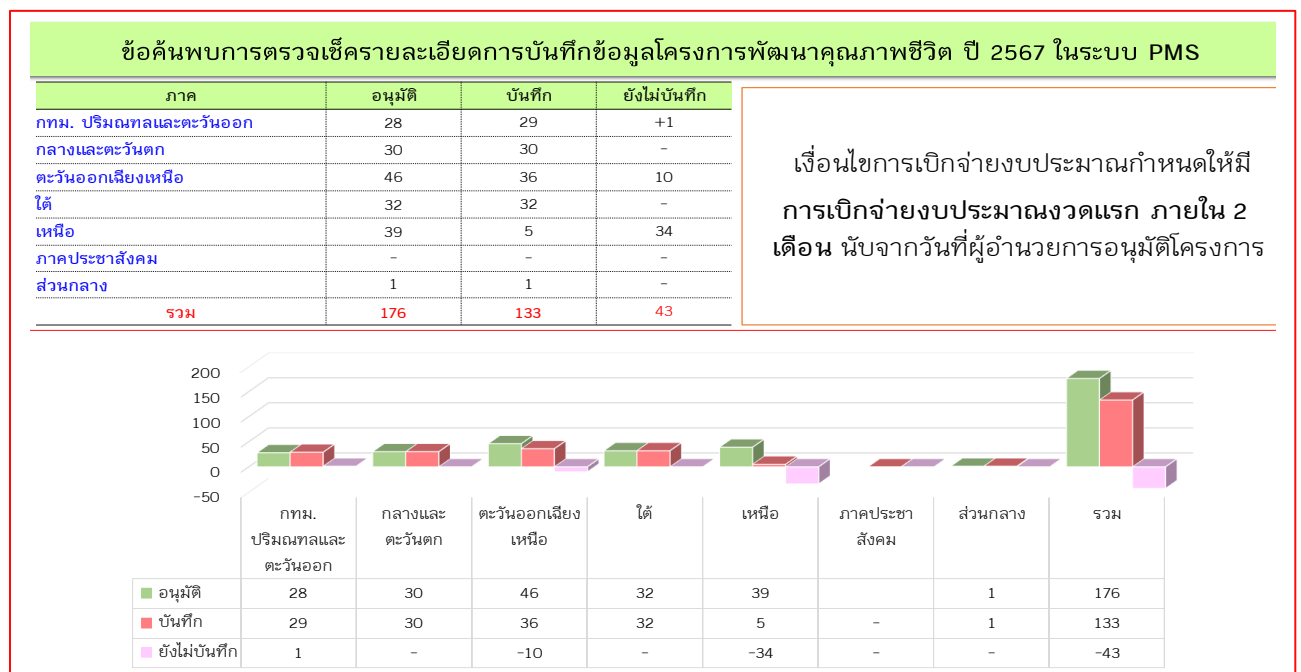 ข้อค้นพบการตรวจเช็ครายละเอียดการบันทึกข้อมูลโครงการพัฒนาคุณภาพชีวิต ปี 2567 ในระบบ PMS
ภาค อนุมัติ บันทึก ยังไม่บันทึก
กทม. ปริมณฑลและตะวันออก 28 29 +1
กลางและตะวันตก 30 30 -
ตะวันออกเฉียงเหนือ 46 36 10
ใต้ 32 32 -
เหนือ 39 5 34
ภาคประชาสังคม - - -
ส่วนกลาง 1 1 -
รวม 176 133 43
เงื่อนไขการเบิกจ่ายงบประมาณกำหนดให้มี
การเบิกจ่ายงบประมาณงวดแรก ภายใน 2
เดือน นับจากวันที่ผู้อำนวยการอนุมัติโครงการ
200
150
100
50
0
-50
กทม. กลางและ ตะวันออกเฉียง ใต้ เหนือ ภาคประชา ส่วนกลาง รวม
ปริมณฑลและ ตะวันตก เหนือ สังคม
ตะวันออก
อนุมัติ 28 30 46 32 39 1 176
บันทึก 29 30 36 32 5 - 1 133
ยังไม่บันทึก 1 - -10 - -34 - - -43